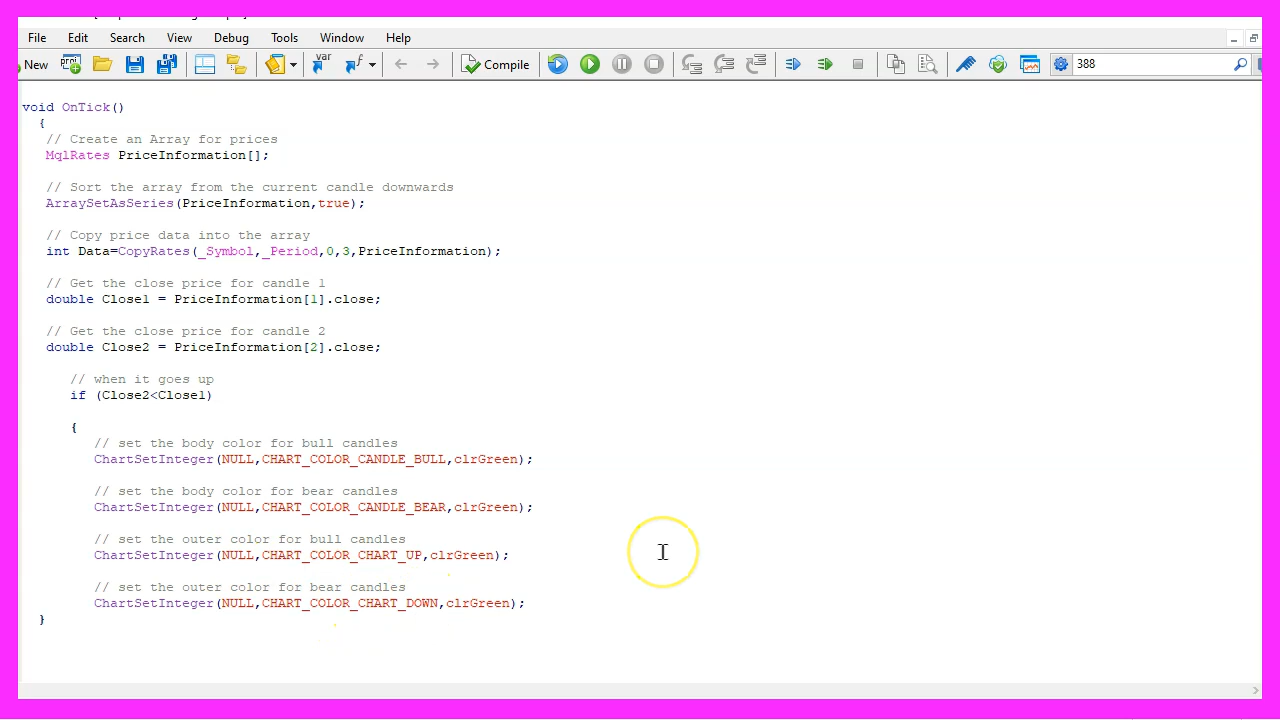 File Edit Search View Debug Tools Window Help
New Compile 388
void OnTick()
{
// Create an Array for prices
MqlRates PriceInformation[];
// Sort the array from the current candle downwards
ArraySetAsSeries(PriceInformation,true);
// Copy price data into the array
int Data=CopyRates(_Symbol,_Period,0,3,PriceInformation);
// Get the close price for candle 1
double Close1 = PriceInformation[1].close;
// Get the close price for candle 2
double Close2 = PriceInformation[2].close;
// when it goes up
if (Close2<Close1)
{
// set the body color for bull candles
ChartSetInteger(NULL,CHART_COLOR_CANDLE_BULL,clrGreen);
// set the body color for bear candles
ChartSetInteger(NULL,CHART_COLOR_CANDLE_BEAR,clrGreen);
// set the outer color for bull candles
ChartSetInteger(NULL,CHART_COLOR_CHART_UP,clrGreen);
// set the outer color for bear candles
ChartSetInteger(NULL,CHART_COLOR_CHART_DOWN,clrGreen);
}